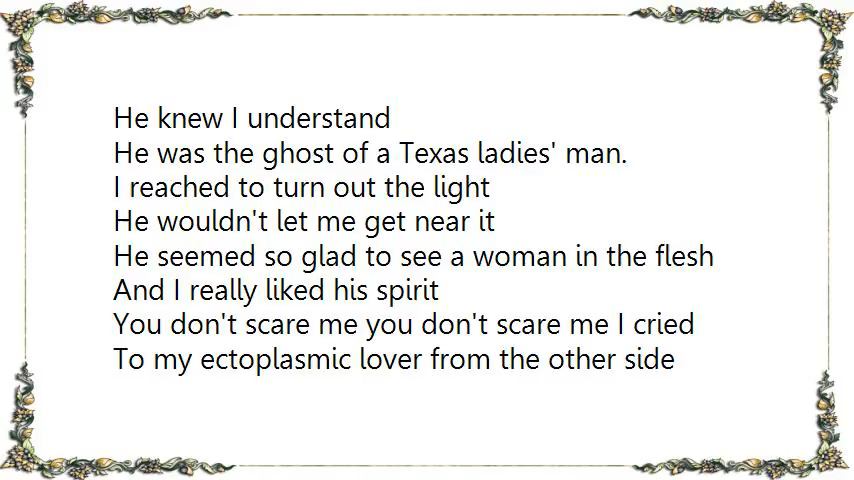 He knew I understand
He was the ghost of a Texas ladies' man.
I reached to turn out the light
He wouldn't let me get near it
He seemed so glad to see a woman in the flesh
And I really liked his spirit
You don't scare me you don't scare me I cried
To my ectoplasmic lover from the other side